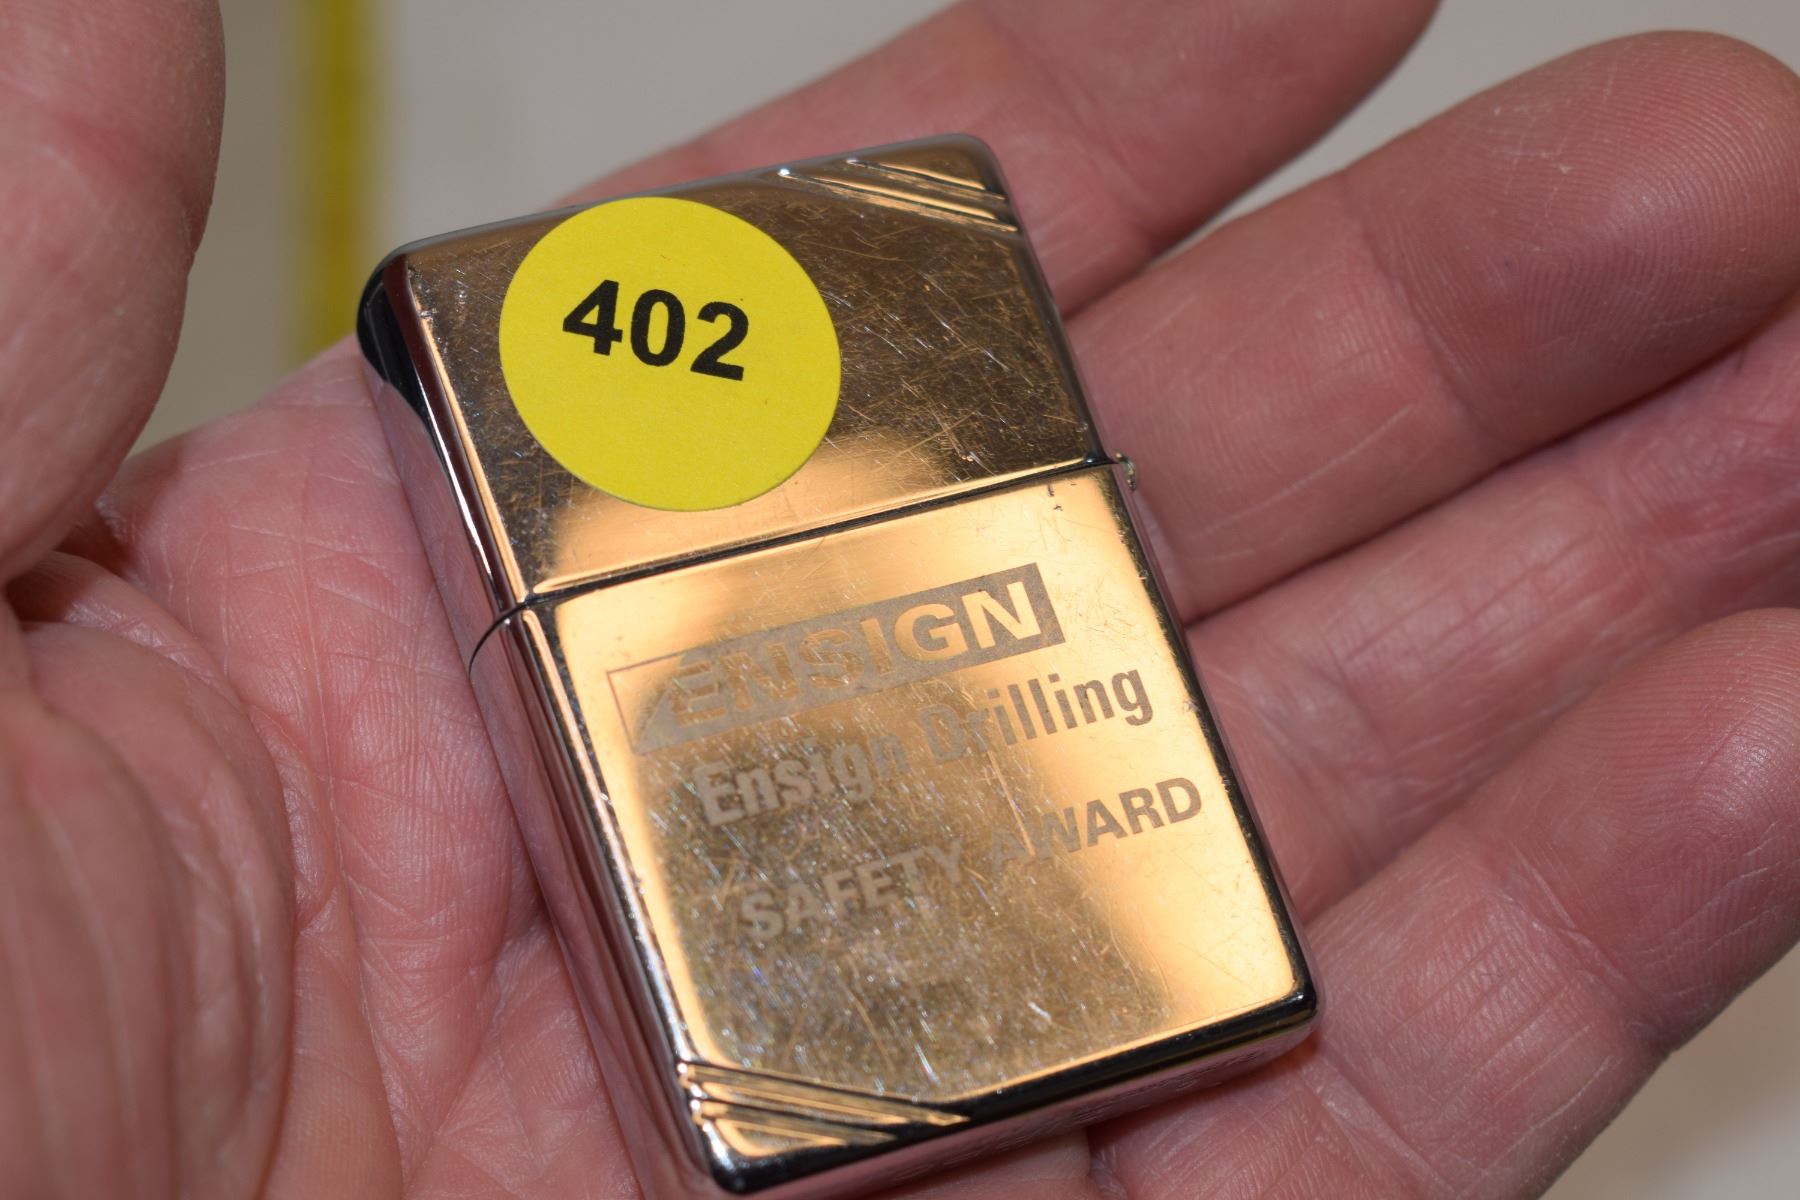 402
ENSIGN
Ensign Drilling
SAFETY AWARD